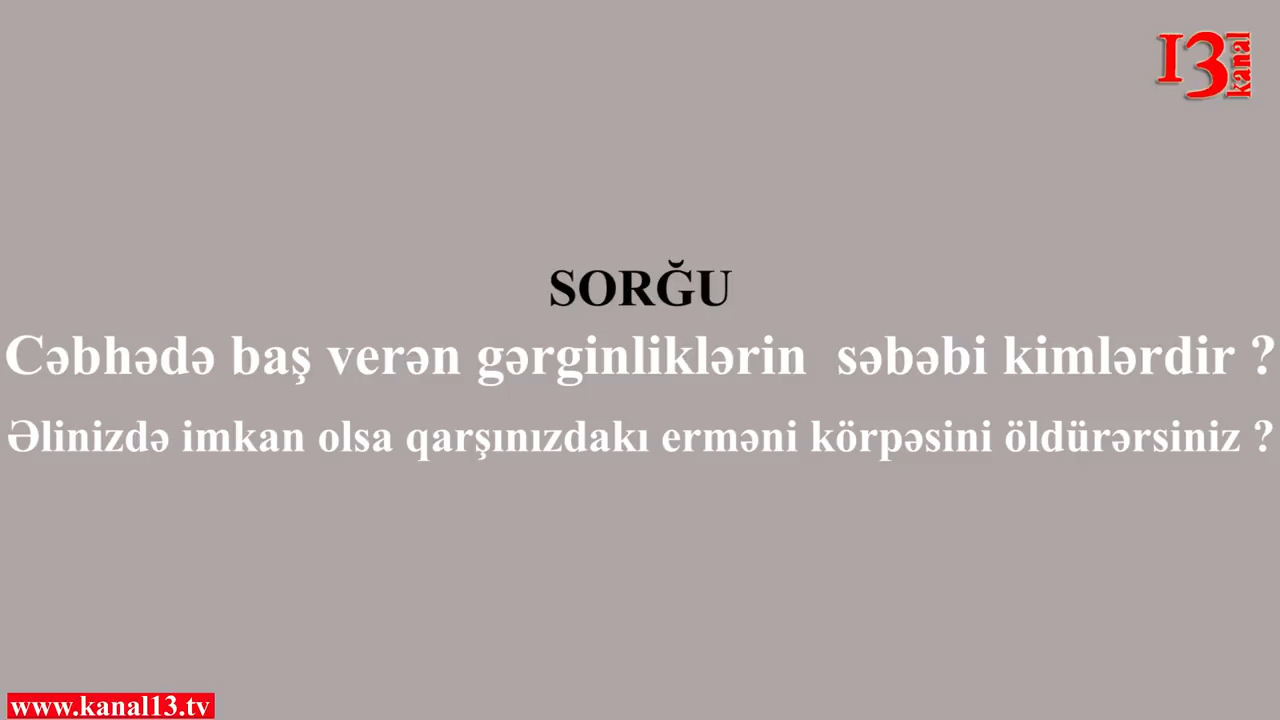 13 kanal
SORĞU
Cəbhədə baş verən gərginliklərin səbəbi kimlərdir ?
Əlinizdə imkan olsa qarşınızdakı erməni körpəsini öldürərsiniz ?
www.kanal13.tv